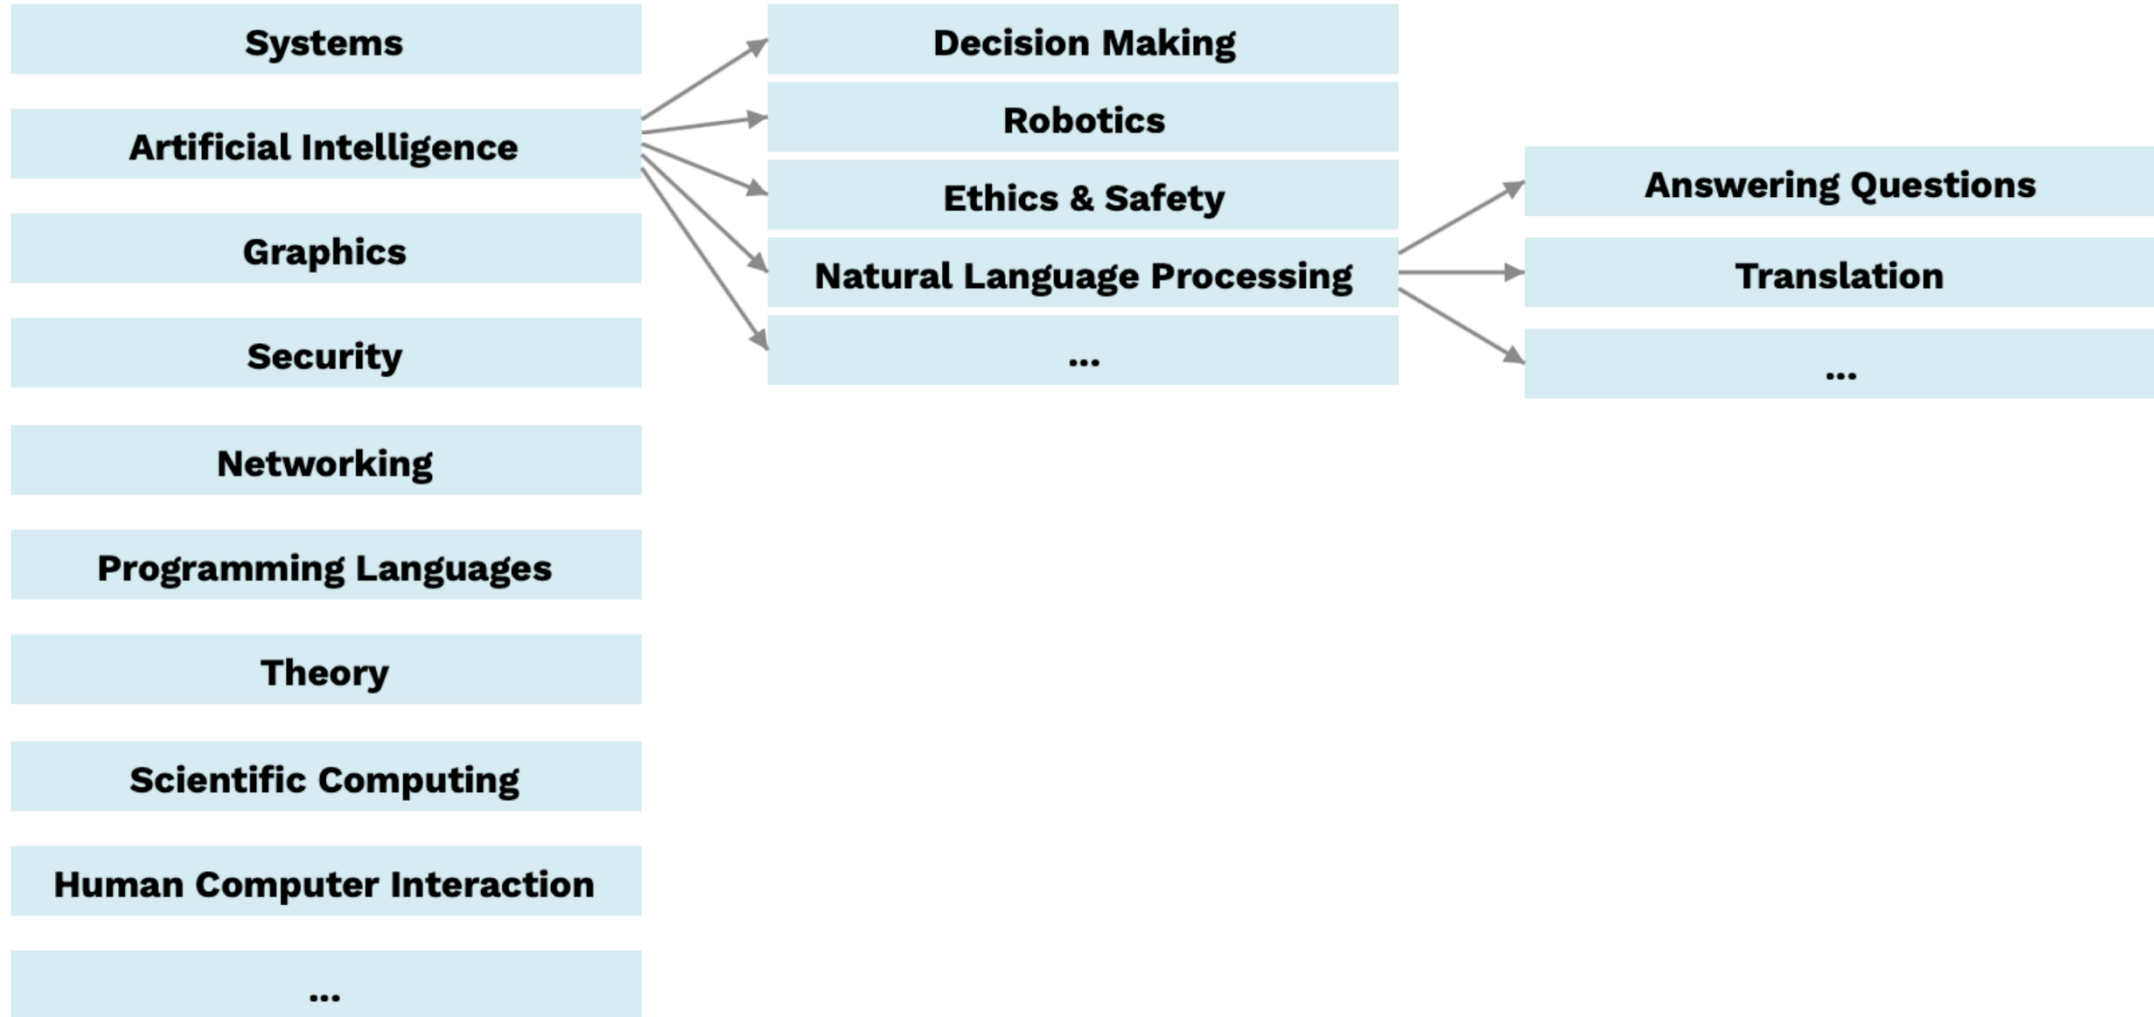 Systems
Artificial Intelligence
Graphics
Security
Networking
Programming Languages
Theory
Scientific Computing
Human Computer Interaction
...
Decision Making
Robotics
Ethics & Safety
Natural Language Processing
...
Answering Questions
Translation
...